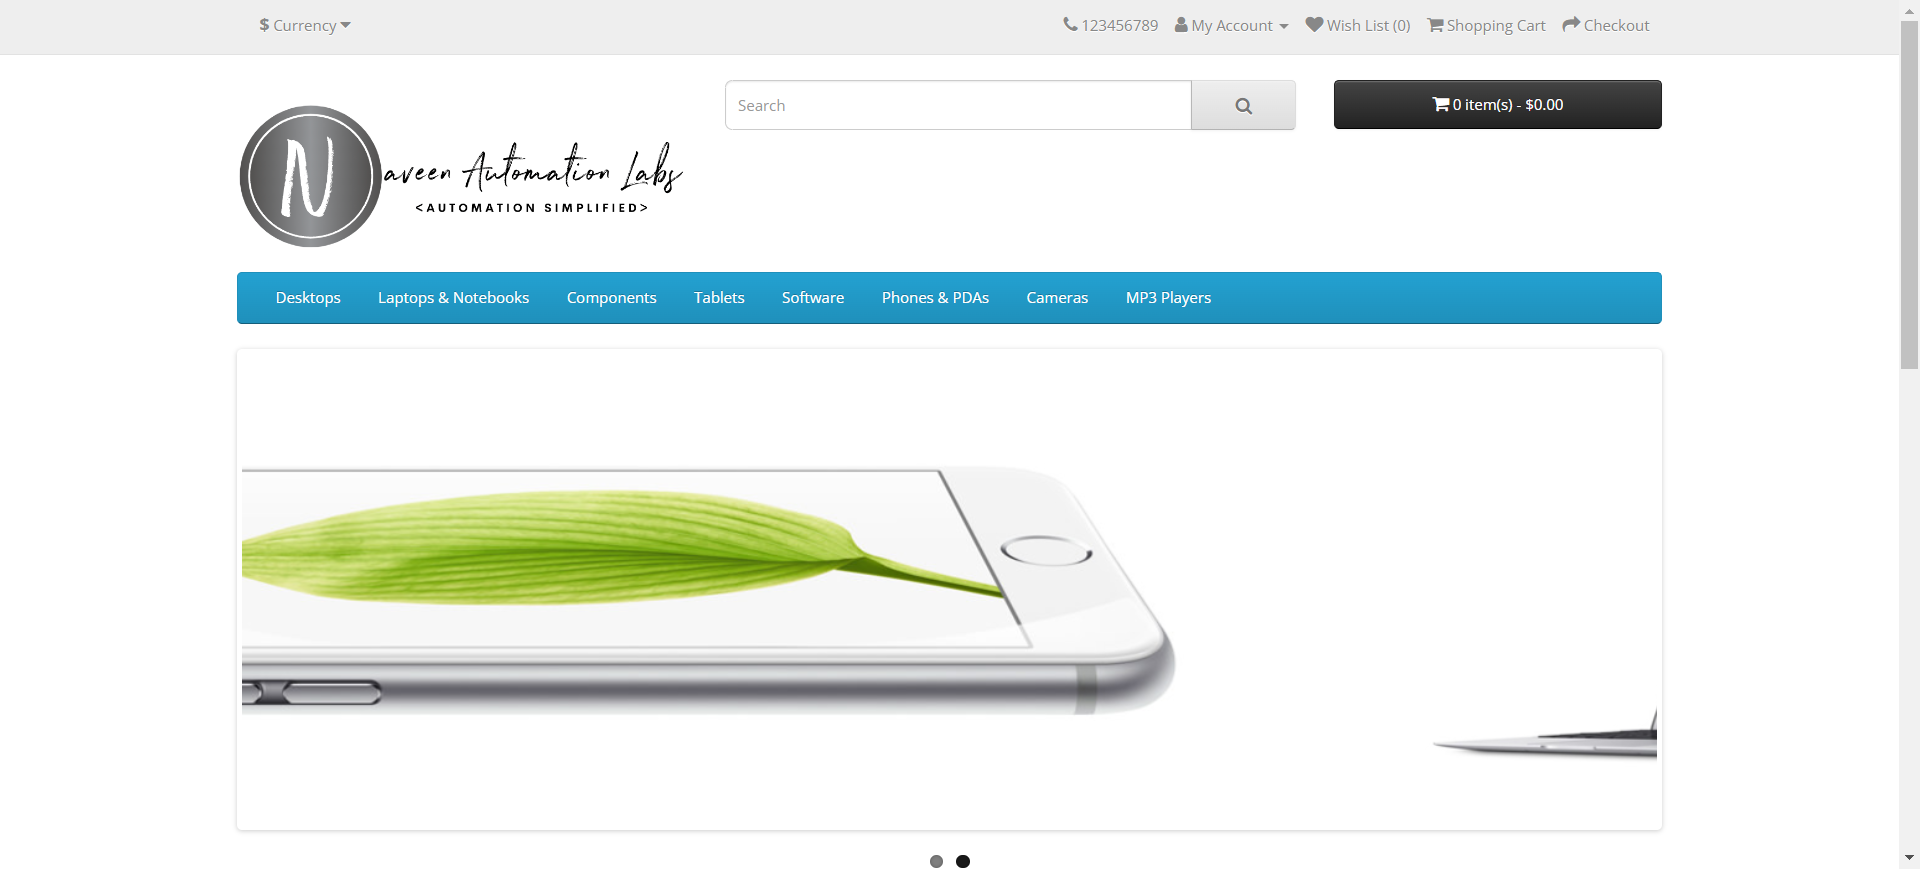 $ Currency
123456789 My Account Wish List (0) Shopping Cart Checkout
Search
0 item(s) - $0.00
N aveen Automation Labs
<AUTOMATION SIMPLIFIED>
Desktops Laptops & Notebooks Components Tablets Software Phones & PDAs Cameras MP3 Players